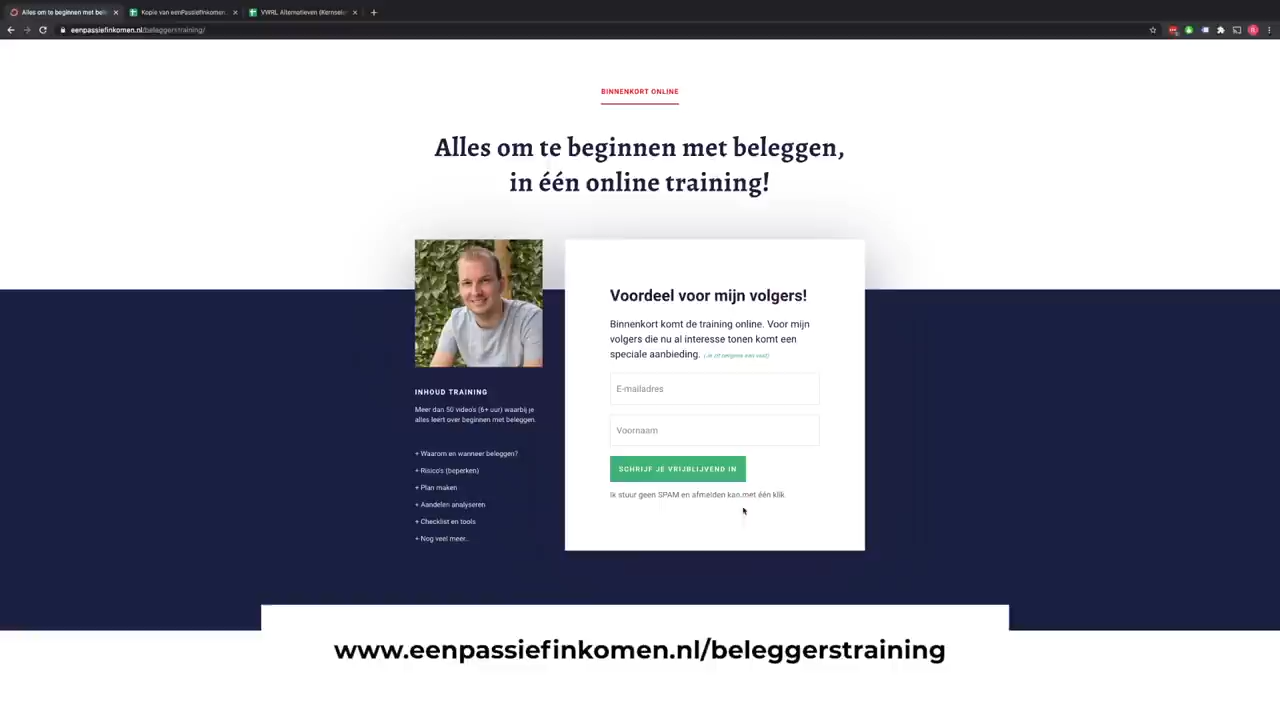 Alles om te beginnen met bel
Kopie van eenPassiefinkomen
VWRL Alternatieven (Kernsele
eenpassiefinkomen.nl/beleggerstraining/
BINNENKORT ONLINE
Alles om te beginnen met beleggen,
in één online training!
Voordeel voor mijn volgers!
Binnenkort komt de training online. Voor mijn
volgers die nu al interesse tonen komt een
speciale aanbieding.
E-mailadres
Voornaam
SCHRIJF JE VRIJBLIJVEND IN
Ik stuur geen SPAM en afmelden kan met één klik
INHOUD TRAINING
Meer dan 50 video's (6+ uur) waarbij je
alles leert over beginnen met beleggen.
+ Waarom en wanneer beleggen?
+ Risico's (beperken)
+ Plan maken
+ Aandelen analyseren
+ Checklist en tools
+ Nog veel meer..
www.eenpassiefinkomen.nl/beleggerstraining